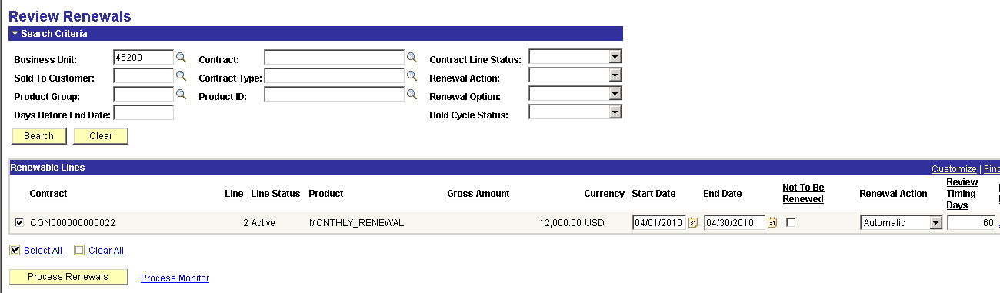 Review Renewals
Search Criteria
Business Unit: 45200 Contract: Contract Line Status:
Sold To Customer: Contract Type: Renewal Action:
Product Group: Product ID: Renewal Option:
Days Before End Date: Hold Cycle Status:
Search Clear
Renewable Lines Customize | Find
Contract Line Line Status Product Gross Amount Currency Start Date End Date Not To Be Renewed Renewal Action Review Timing Days
CON000000000022 2 Active MONTHLY_RENEWAL 12,000.00 USD 04/01/2010 04/30/2010 Automatic 60
Select All Clear All
Process Renewals Process Monitor